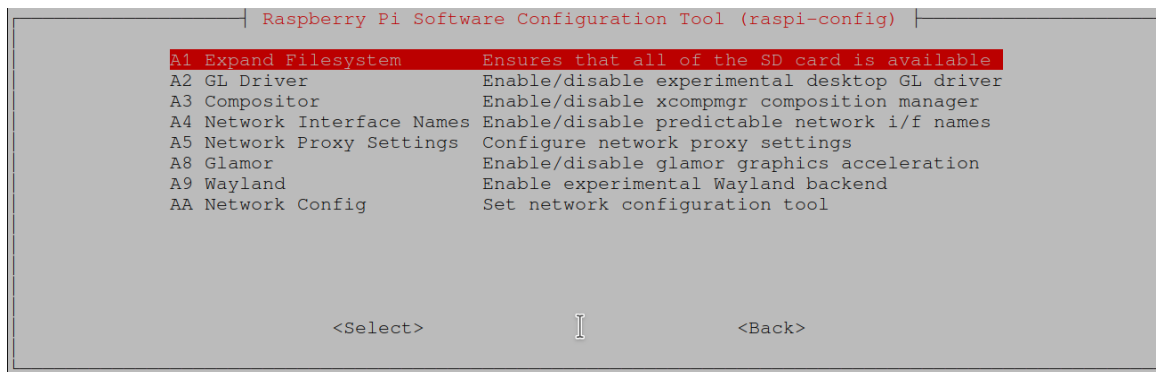 Raspberry Pi Software Configuration Tool (raspi-config)
A1 Expand Filesystem Ensures that all of the SD card is available
A2 GL Driver Enable/disable experimental desktop GL driver
A3 Compositor Enable/disable xcompmgr composition manager
A4 Network Interface Names Enable/disable predictable network i/f names
A5 Network Proxy Settings Configure network proxy settings
A8 Glamor Enable/disable glamor graphics acceleration
A9 Wayland Enable experimental Wayland backend
AA Network Config Set network configuration tool
<Select> <Back>